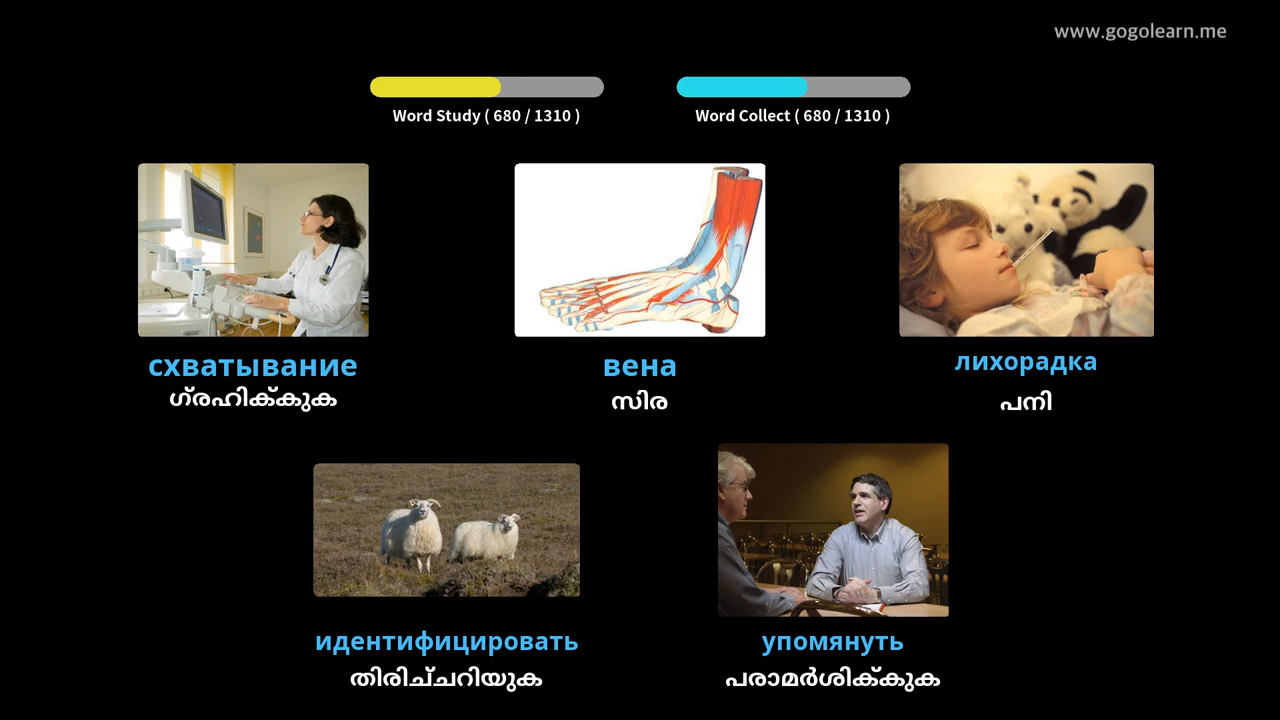 www.gogolearn.me
Word Study ( 680 / 1310 )
Word Collect ( 680 / 1310 )
схватывание
ഗ്രഹിക്കുക
вена
സിര
лихорадка
പനി
идентифицировать
തിരിച്ചറിയുക
упомянуть
പരാമർശിക്കുക